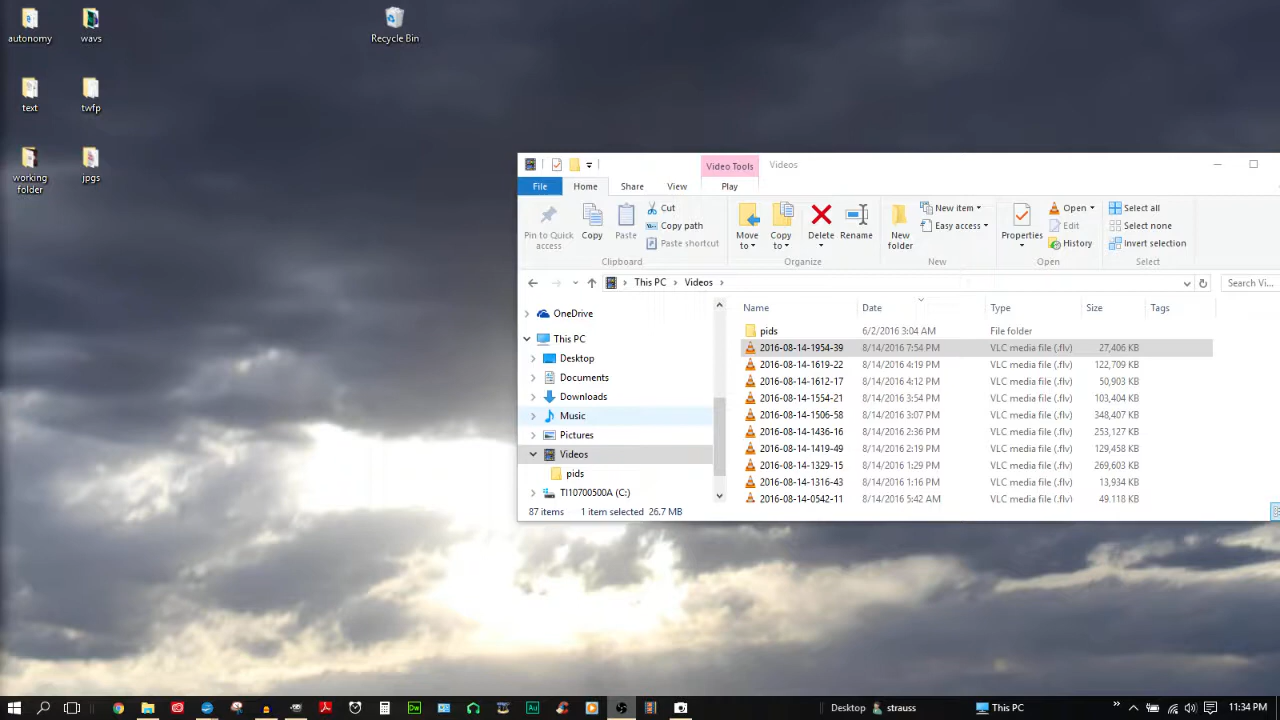 autonomy
wavs
Recycle Bin
text
twfp
working
folder
jpgs
Video Tools
Videos
File
Home
Share
View
Play
Pin to Quick
access
Copy
Paste
Cut
Copy path
Paste shortcut
Clipboard
Move
to
Copy
to
Delete
Rename
Organize
New
folder
New item
Easy access
New
Properties
Open
Edit
History
Open
Select all
Select none
Invert selection
Select
This PC
Videos
Search Vi...
OneDrive
This PC
Desktop
Documents
Downloads
Music
Pictures
Videos
pids
TI10700500A (C:)
Name Date Type Size Tags
pids 6/2/2016 3:04 AM File folder
2016-08-14-1954-39 8/14/2016 7:54 PM VLC media file (.flv) 27,406 KB
2016-08-14-1619-22 8/14/2016 4:19 PM VLC media file (.flv) 122,709 KB
2016-08-14-1612-17 8/14/2016 4:12 PM VLC media file (.flv) 50,903 KB
2016-08-14-1554-21 8/14/2016 3:54 PM VLC media file (.flv) 103,404 KB
2016-08-14-1506-58 8/14/2016 3:07 PM VLC media file (.flv) 348,407 KB
2016-08-14-1436-16 8/14/2016 2:36 PM VLC media file (.flv) 253,127 KB
2016-08-14-1419-49 8/14/2016 2:19 PM VLC media file (.flv) 129,458 KB
2016-08-14-1329-15 8/14/2016 1:29 PM VLC media file (.flv) 269,603 KB
2016-08-14-1316-43 8/14/2016 1:16 PM VLC media file (.flv) 13,934 KB
2016-08-14-0542-11 8/14/2016 5:42 AM VLC media file (.flv) 49,118 KB
87 items 1 item selected 26.7 MB
Dw
Au
Desktop
strauss
This PC
11:34 PM